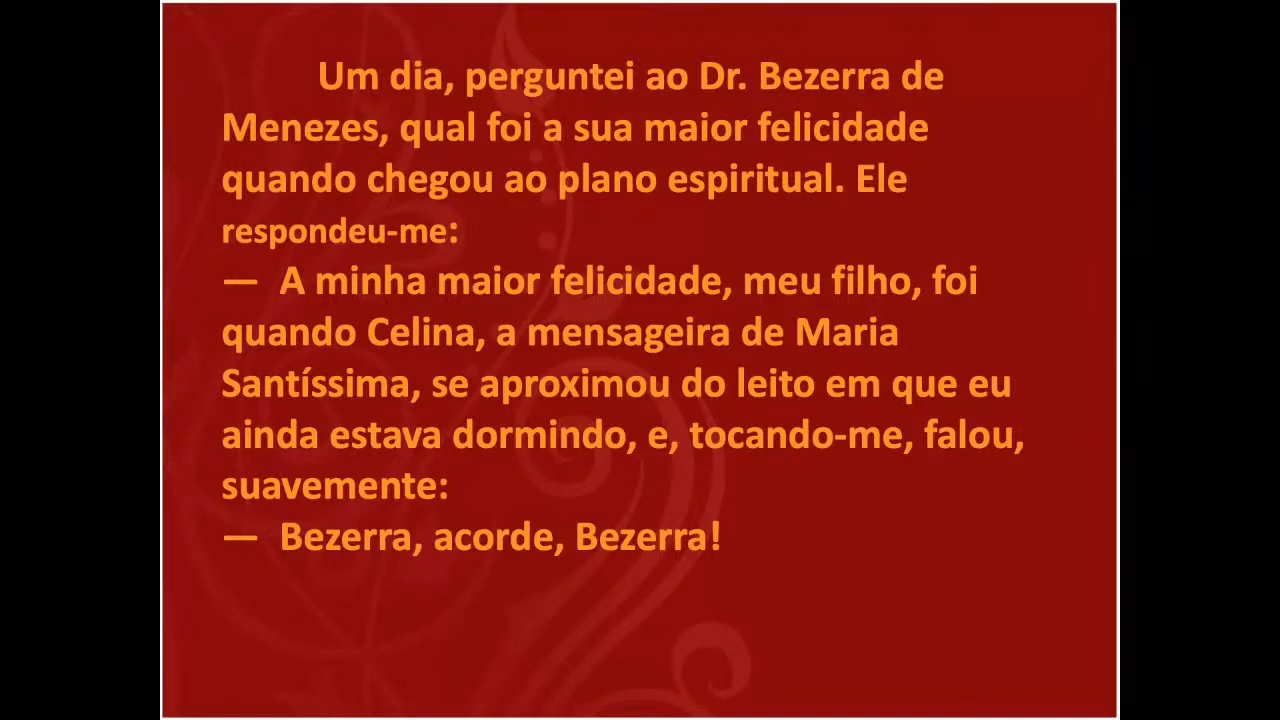 Um dia, perguntei ao Dr. Bezerra de
Menezes, qual foi a sua maior felicidade
quando chegou ao plano espiritual. Ele
respondeu-me:
— A minha maior felicidade, meu filho, foi
quando Celina, a mensageira de Maria
Santíssima, se aproximou do leito em que eu
ainda estava dormindo, e, tocando-me, falou,
suavemente:
— Bezerra, acorde, Bezerra!